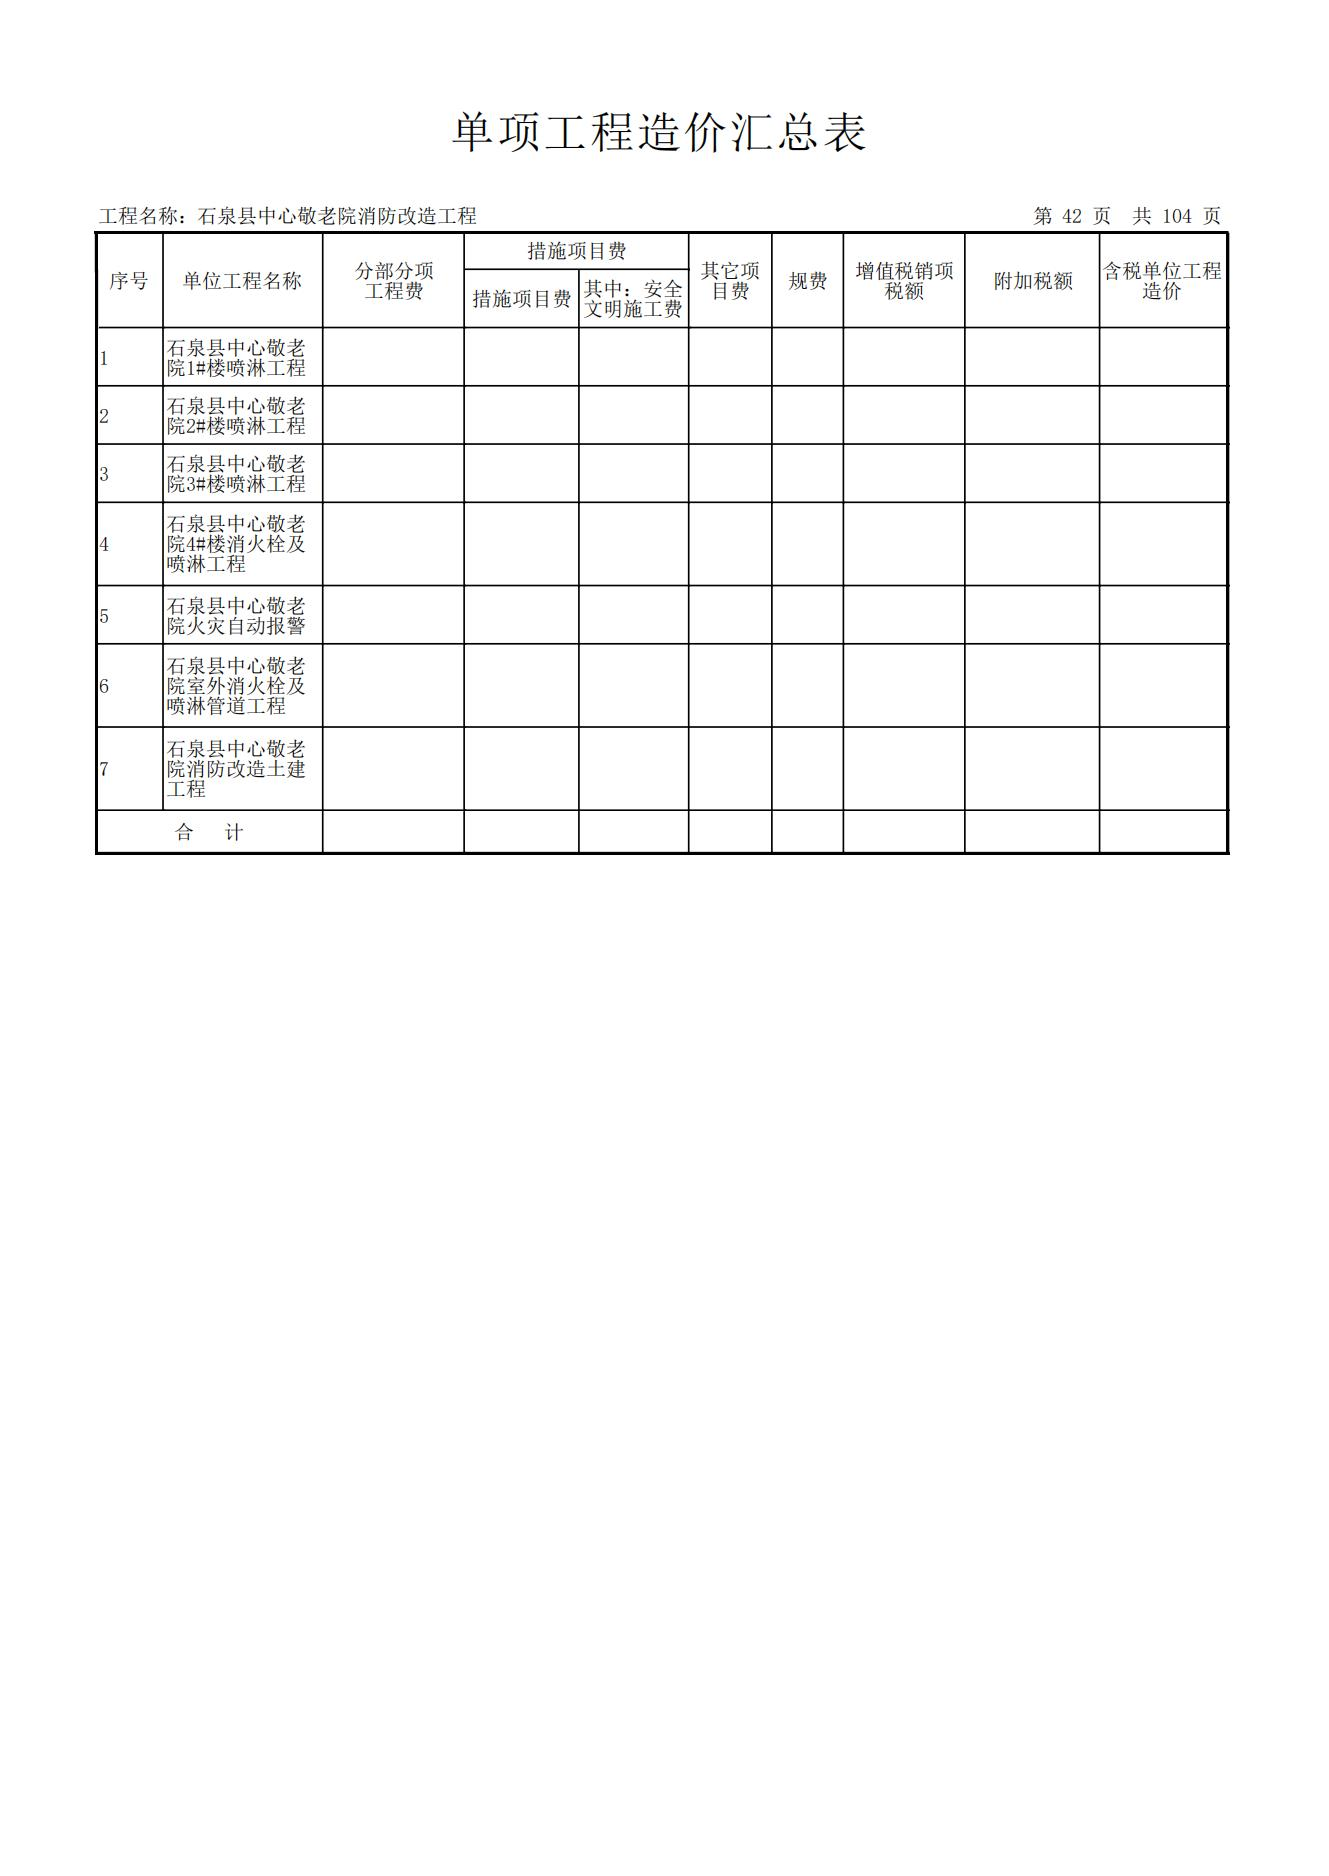 单项工程造价汇总表
工程名称：石泉县中心敬老院消防改造工程
第 42 页 共 104 页
序号
单位工程名称
分部分项
工程费
措施项目费
措施项目费
其中：安全
文明施工费
其它项
目费
规费
增值税销项
税额
附加税额
含税单位工程
造价
1
石泉县中心敬老
院1#楼喷淋工程
2
石泉县中心敬老
院2#楼喷淋工程
3
石泉县中心敬老
院3#楼喷淋工程
4
石泉县中心敬老
院4#楼消火栓及
喷淋工程
5
石泉县中心敬老
院火灾自动报警
6
石泉县中心敬老
院室外消火栓及
喷淋管道工程
7
石泉县中心敬老
院消防改造土建
工程
合 计